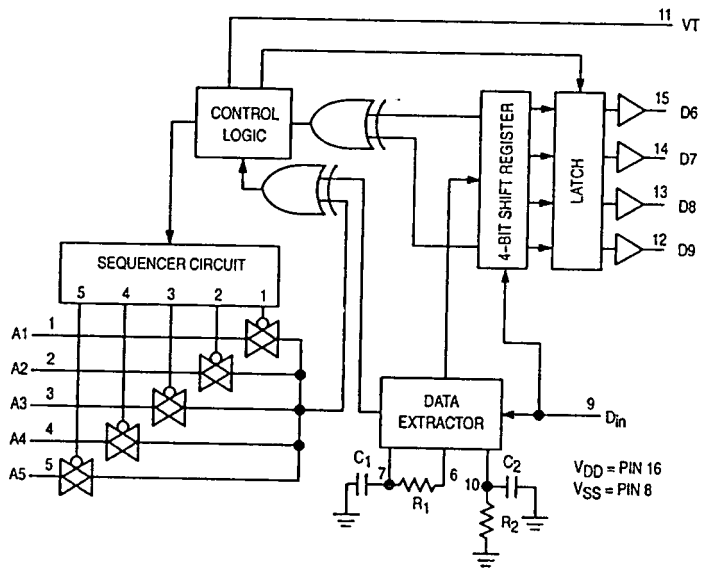 11 VT
CONTROL
LOGIC
4-BIT SHIFT REGISTER
LATCH
15 D6
14 D7
13 D8
12 D9
SEQUENCER CIRCUIT
5 4 3 2 1
A1 1
A2 2
A3 3
A4 4
A5 5
DATA
EXTRACTOR
9
Din
C1 7 R1 6 10 C2
R2
VDD = PIN 16
VSS = PIN 8